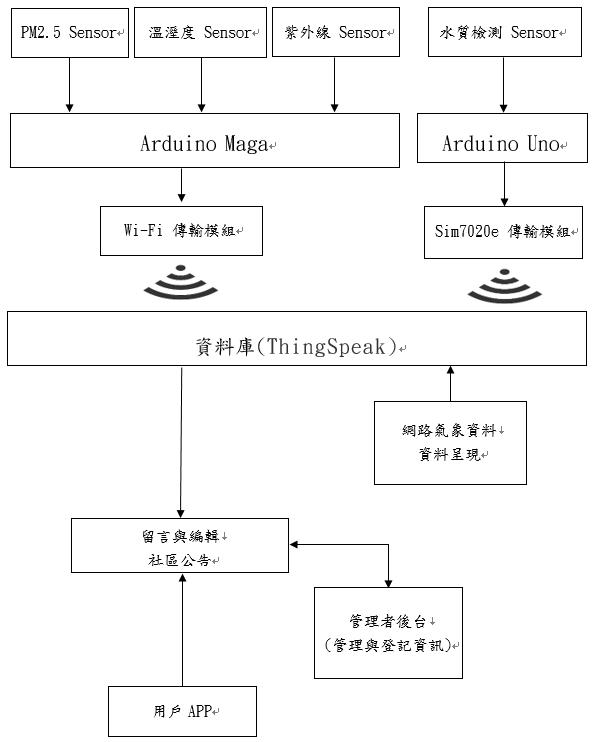 PM2.5 Sensor
溫溼度 Sensor
紫外線 Sensor
水質檢測 Sensor
Arduino Maga
Arduino Uno
Wi-Fi 傳輸模組
Sim7020e 傳輸模組
資料庫(ThingSpeak)
網路氣象資料
資料呈現
留言與編輯
社區公告
管理者後台
(管理與登記資訊)
用戶 APP